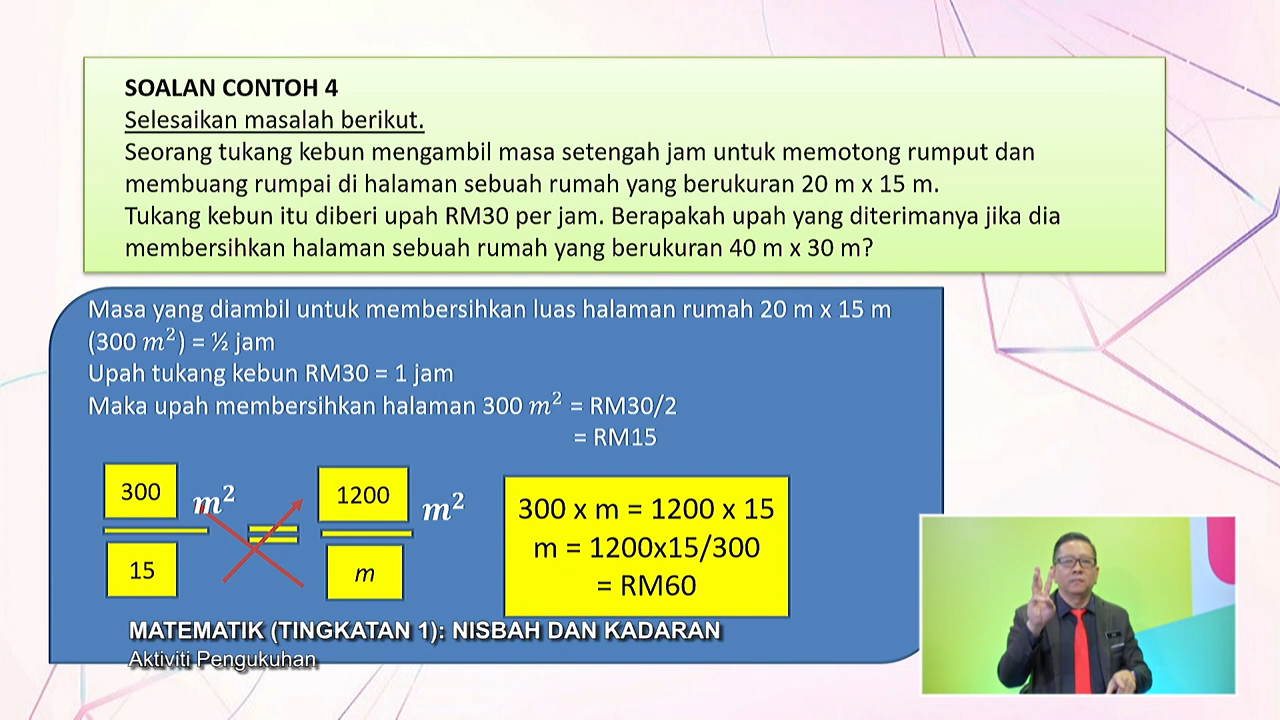 SOALAN CONTOH 4
Selesaikan masalah berikut.
Seorang tukang kebun mengambil masa setengah jam untuk memotong rumput dan
membuang rumpai di halaman sebuah rumah yang berukuran 20 m x 15 m.
Tukang kebun itu diberi upah RM30 per jam. Berapakah upah yang diterimanya jika dia
membersihkan halaman sebuah rumah yang berukuran 40 m x 30 m?
Masa yang diambil untuk membersihkan luas halaman rumah 20 m x 15 m
(300 m²) = ½ jam
Upah tukang kebun RM30 = 1 jam
Maka upah membersihkan halaman 300 m² = RM30/2
= RM15
300 m² = 1200 m²
15 m
300 x m = 1200 x 15
m = 1200x15/300
= RM60
MATEMATIK (TINGKATAN 1): NISBAH DAN KADARAN
Aktiviti Pengukuhan